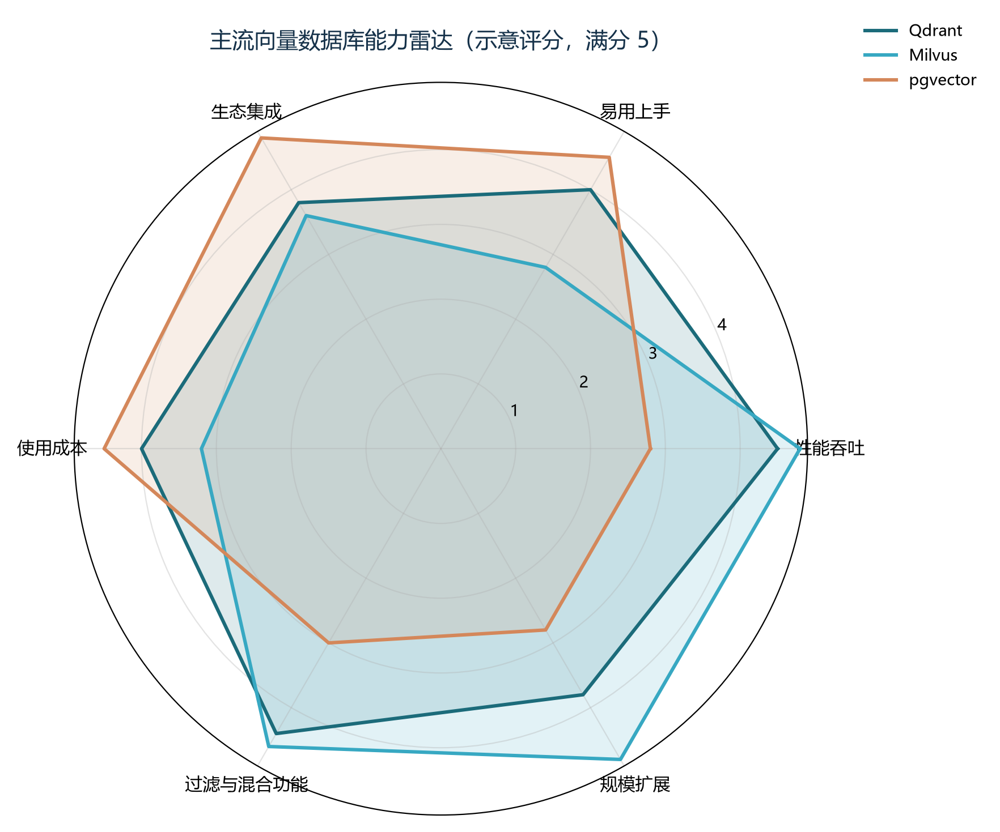 主流向量数据库能力雷达（示意评分，满分 5）
Qdrant
Milvus
pgvector
生态集成
易用上手
4
3
2
1
使用成本
性能吞吐
过滤与混合功能
规模扩展